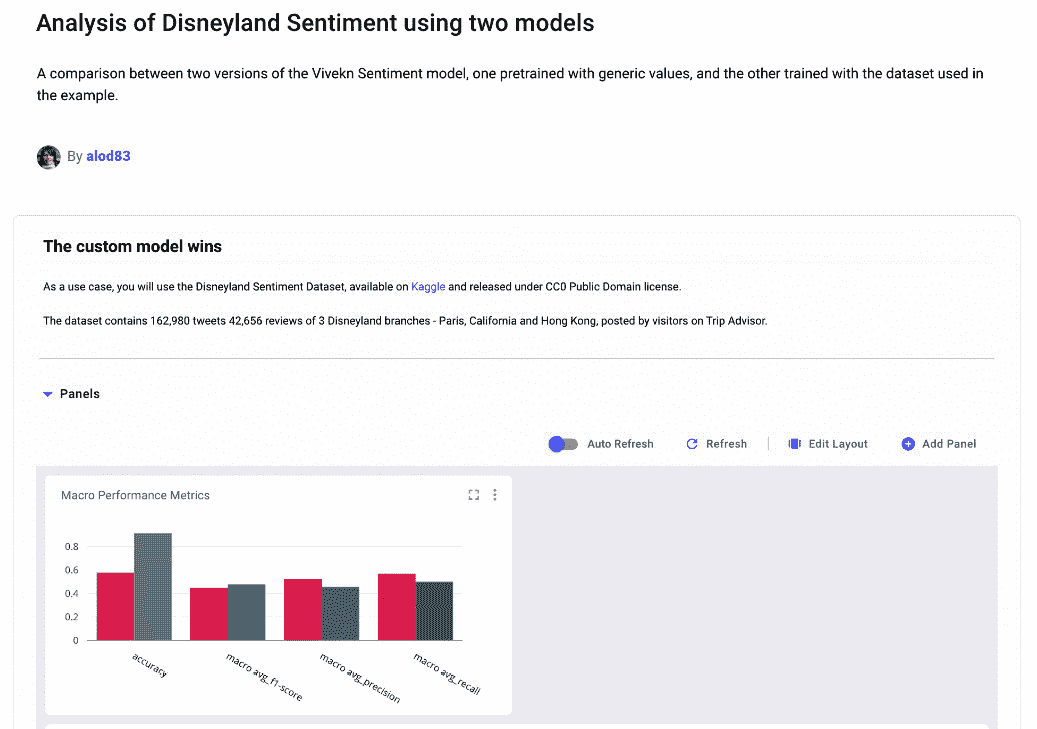 Analysis of Disneyland Sentiment using two models
A comparison between two versions of the Vivekn Sentiment model, one pretrained with generic values, and the other trained with the dataset used in
the example.
By alod83
The custom model wins
As a use case, you will use the Disneyland Sentiment Dataset, available on Kaggle and released under CC0 Public Domain license.
The dataset contains 162,980 tweets 42,656 reviews of 3 Disneyland branches - Paris, California and Hong Kong, posted by visitors on Trip Advisor.
Panels
Auto Refresh Refresh Edit Layout Add Panel
Macro Performance Metrics
0.8
0.6
0.4
0.2
0
accuracy macro avg_f1-score macro avg_precision macro avg_recall